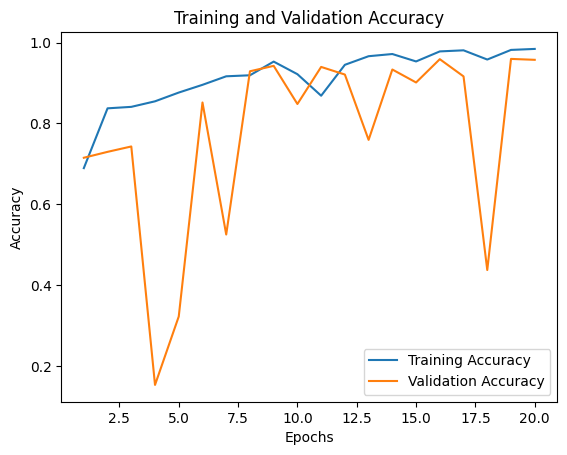 Training and Validation Accuracy
1.0
0.8
0.6
0.4
0.2
Accuracy
Training Accuracy
Validation Accuracy
2.5 5.0 7.5 10.0 12.5 15.0 17.5 20.0
Epochs